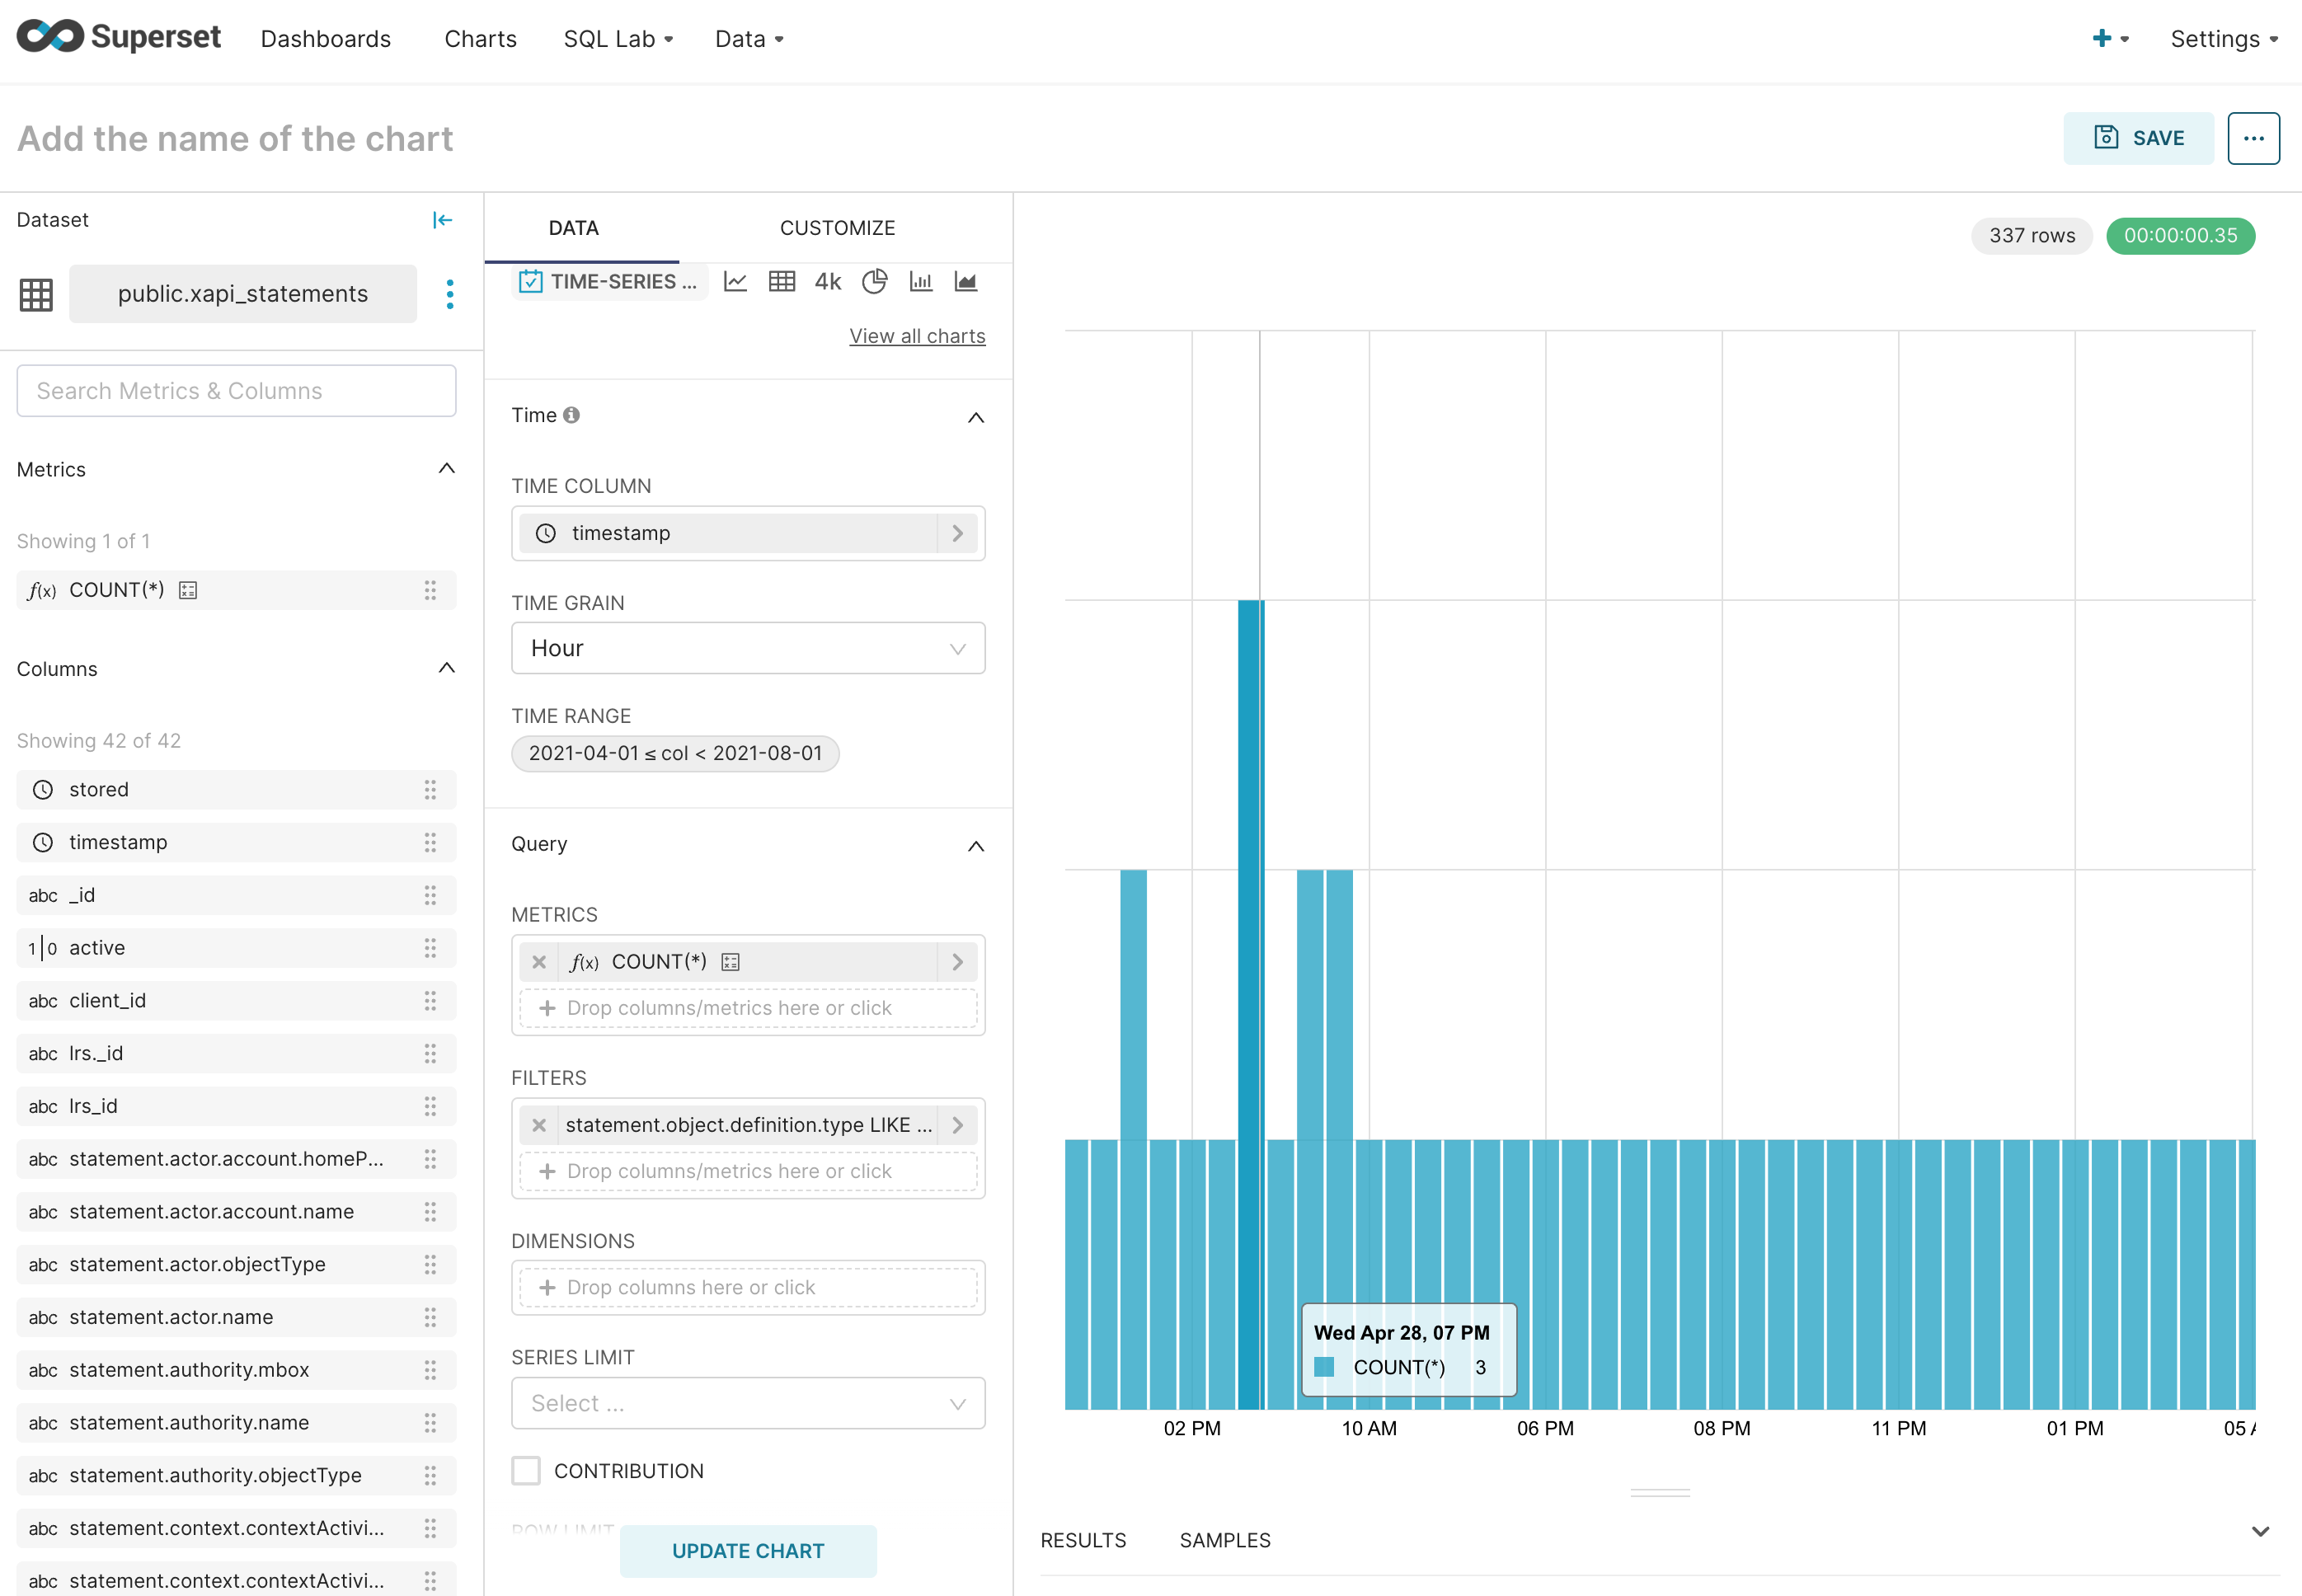 Superset Dashboards Charts SQL Lab Data Settings
Add the name of the chart
SAVE
Dataset
public.xapi_statements
Search Metrics & Columns
Metrics
Showing 1 of 1
f(x) COUNT(*)
Columns
Showing 42 of 42
stored
timestamp
abc _id
1|0 active
abc client_id
abc lrs._id
abc lrs_id
abc statement.actor.account.homeP...
abc statement.actor.account.name
abc statement.actor.objectType
abc statement.actor.name
abc statement.authority.mbox
abc statement.authority.name
abc statement.authority.objectType
abc statement.context.contextActivi...
abc statement.context.contextActivi...
DATA CUSTOMIZE
TIME-SERIES ... 4k
View all charts
Time
TIME COLUMN
timestamp
TIME GRAIN
Hour
TIME RANGE
2021-04-01 ≤ col < 2021-08-01
Query
METRICS
f(x) COUNT(*)
Drop columns/metrics here or click
FILTERS
statement.object.definition.type LIKE ...
Drop columns/metrics here or click
DIMENSIONS
Drop columns here or click
SERIES LIMIT
Select ...
CONTRIBUTION
ROW LIMIT
UPDATE CHART
337 rows 00:00:00.35
Wed Apr 28, 07 PM
COUNT(*) 3
02 PM 10 AM 06 PM 08 PM 11 PM 01 PM 05
RESULTS SAMPLES